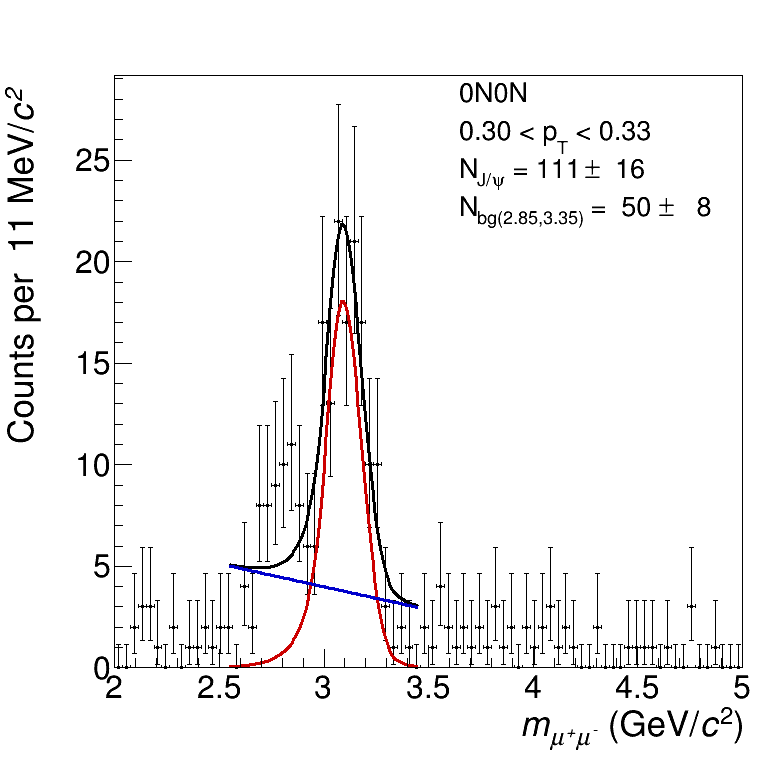 Counts per 11 MeV/c²
0N0N
0.30 < p_T < 0.33
N_J/ψ = 111 ± 16
N_bg(2.85,3.35) = 50 ± 8
25
20
15
10
5
0
2 2.5 3 3.5 4 4.5 5
m_μ⁺μ⁻ (GeV/c²)